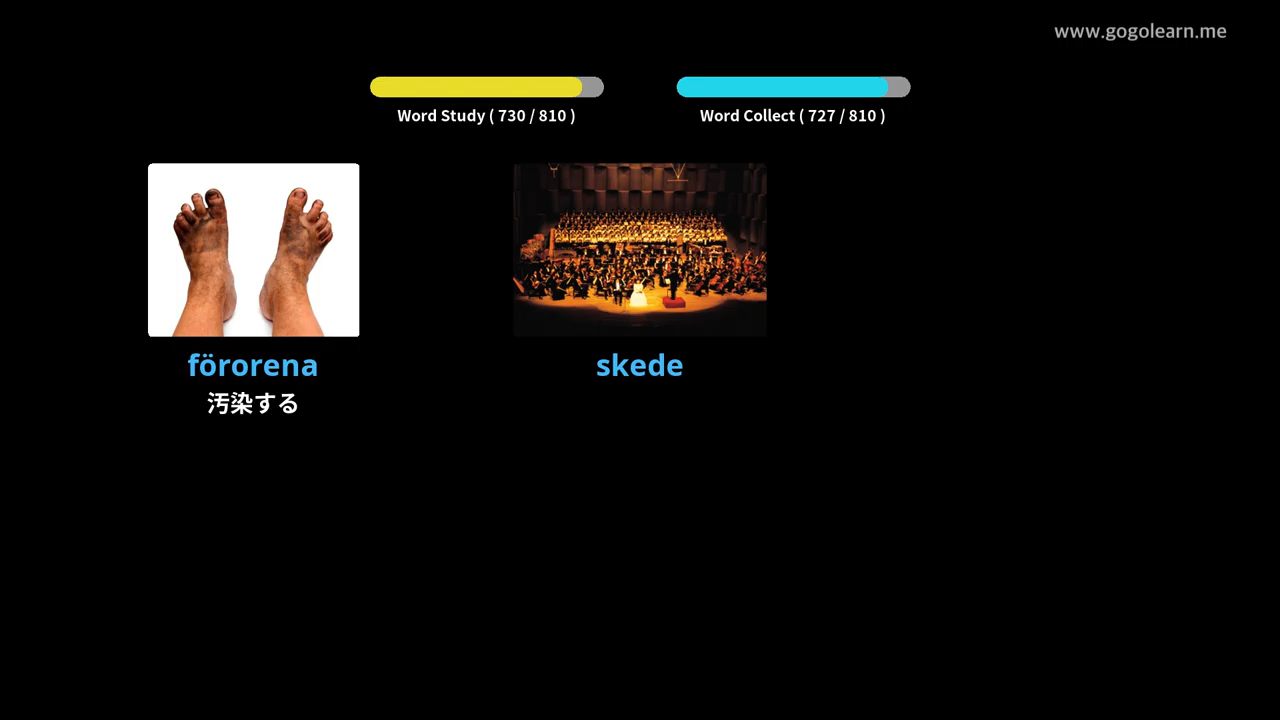 www.gogolearn.me
Word Study ( 730 / 810 )
Word Collect ( 727 / 810 )
förorena
汚染する
skede